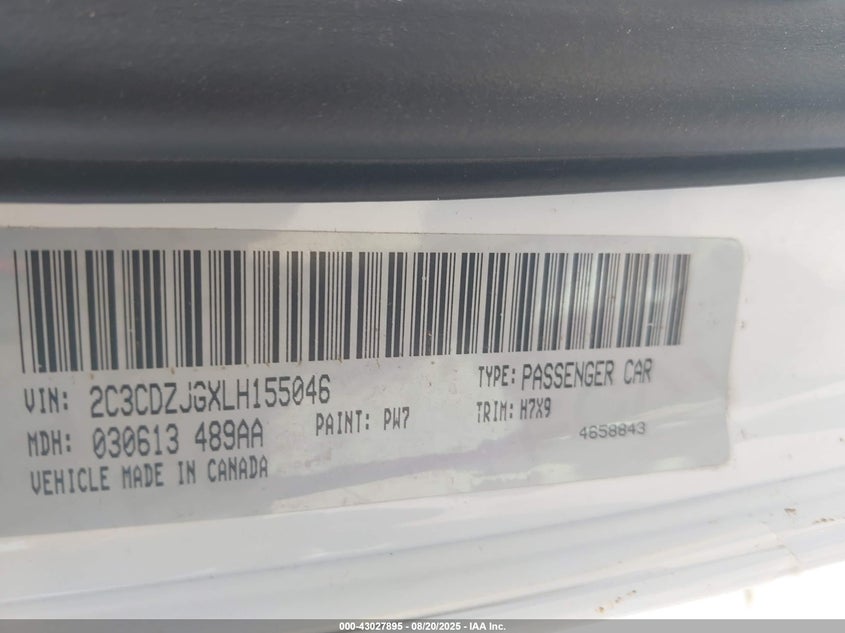 VIN: 2C3CDZJGXLH155046 TYPE: PASSENGER CAR
MDH: 030613 489AA PAINT: PW7 TRIM: H7X9
VEHICLE MADE IN CANADA 4658843
000-43027895 - 08/20/2025 - IAA Inc.